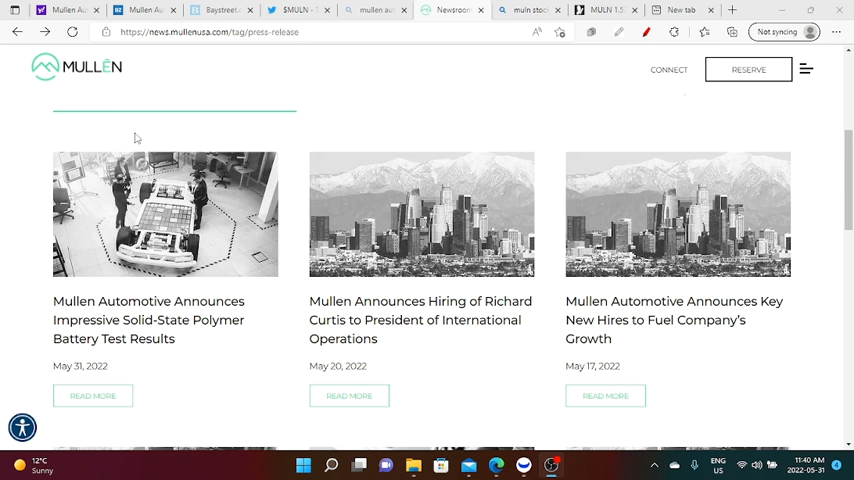 Mullen Au
Mullen Au
Baystreet.c
$MULN - T
mullen aut
Newsroom
muln stock
MULN 1.5
New tab
https://news.mullenusa.com/tag/press-release
Not syncing
MULLĒN
CONNECT
RESERVE
Mullen Automotive Announces
Impressive Solid-State Polymer
Battery Test Results
May 31, 2022
READ MORE
Mullen Announces Hiring of Richard
Curtis to President of International
Operations
May 20, 2022
READ MORE
Mullen Automotive Announces Key
New Hires to Fuel Company's
Growth
May 17, 2022
READ MORE
12°C
Sunny
ENG
US
11:40 AM
2022-05-31
4